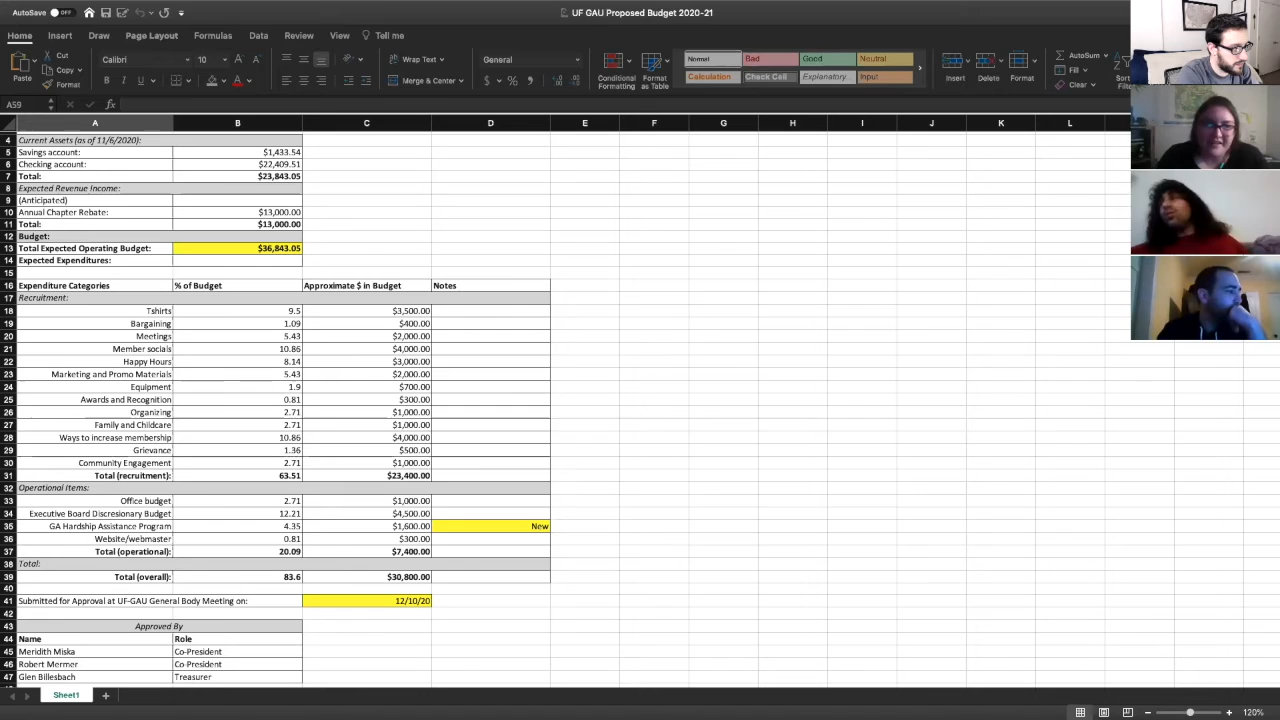 AutoSave OFF UF GAU Proposed Budget 2020-21
Home Insert Draw Page Layout Formulas Data Review View Tell me
Paste Cut Copy Format
Calibri 10
B I U
Wrap Text
Merge & Center
General
$ % 
Conditional Formatting
Format as Table
Normal Bad Good Neutral
Calculation Check Cell Explanatory... Input
Insert Delete Format
AutoSum
Fill
Clear
A59 fx
A B C D E F G H I J K L
4 Current Assets (as of 11/6/2020):
5 Savings account: $1,433.54
6 Checking account: $22,409.51
7 Total: $23,843.05
8 Expected Revenue Income:
9 (Anticipated)
10 Annual Chapter Rebate: $13,000.00
11 Total: $13,000.00
12 Budget:
13 Total Expected Operating Budget: $36,843.05
14 Expected Expenditures:
15
16 Expenditure Categories % of Budget Approximate $ in Budget Notes
17 Recruitment:
18 Tshirts 9.5 $3,500.00
19 Bargaining 1.09 $400.00
20 Meetings 5.43 $2,000.00
21 Member socials 10.86 $4,000.00
22 Happy Hours 8.14 $3,000.00
23 Marketing and Promo Materials 5.43 $2,000.00
24 Equipment 1.9 $700.00
25 Awards and Recognition 0.81 $300.00
26 Organizing 2.71 $1,000.00
27 Family and Childcare 2.71 $1,000.00
28 Ways to increase membership 10.86 $4,000.00
29 Grievance 1.36 $500.00
30 Community Engagement 2.71 $1,000.00
31 Total (recruitment): 63.51 $23,400.00
32 Operational Items:
33 Office budget 2.71 $1,000.00
34 Executive Board Discresionary Budget 12.21 $4,500.00
35 GA Hardship Assistance Program 4.35 $1,600.00 New
36 Website/webmaster 0.81 $300.00
37 Total (operational) 20.09 $7,400.00
38 Total:
39 Total (overall): 83.6 $30,800.00
40
41 Submitted for Approval at UF-GAU General Body Meeting on: 12/10/20
42
43 Approved By
44 Name Role
45 Meridith Miska Co-President
46 Robert Mermer Co-President
47 Glen Billesbach Treasurer
Sheet1 +
120%